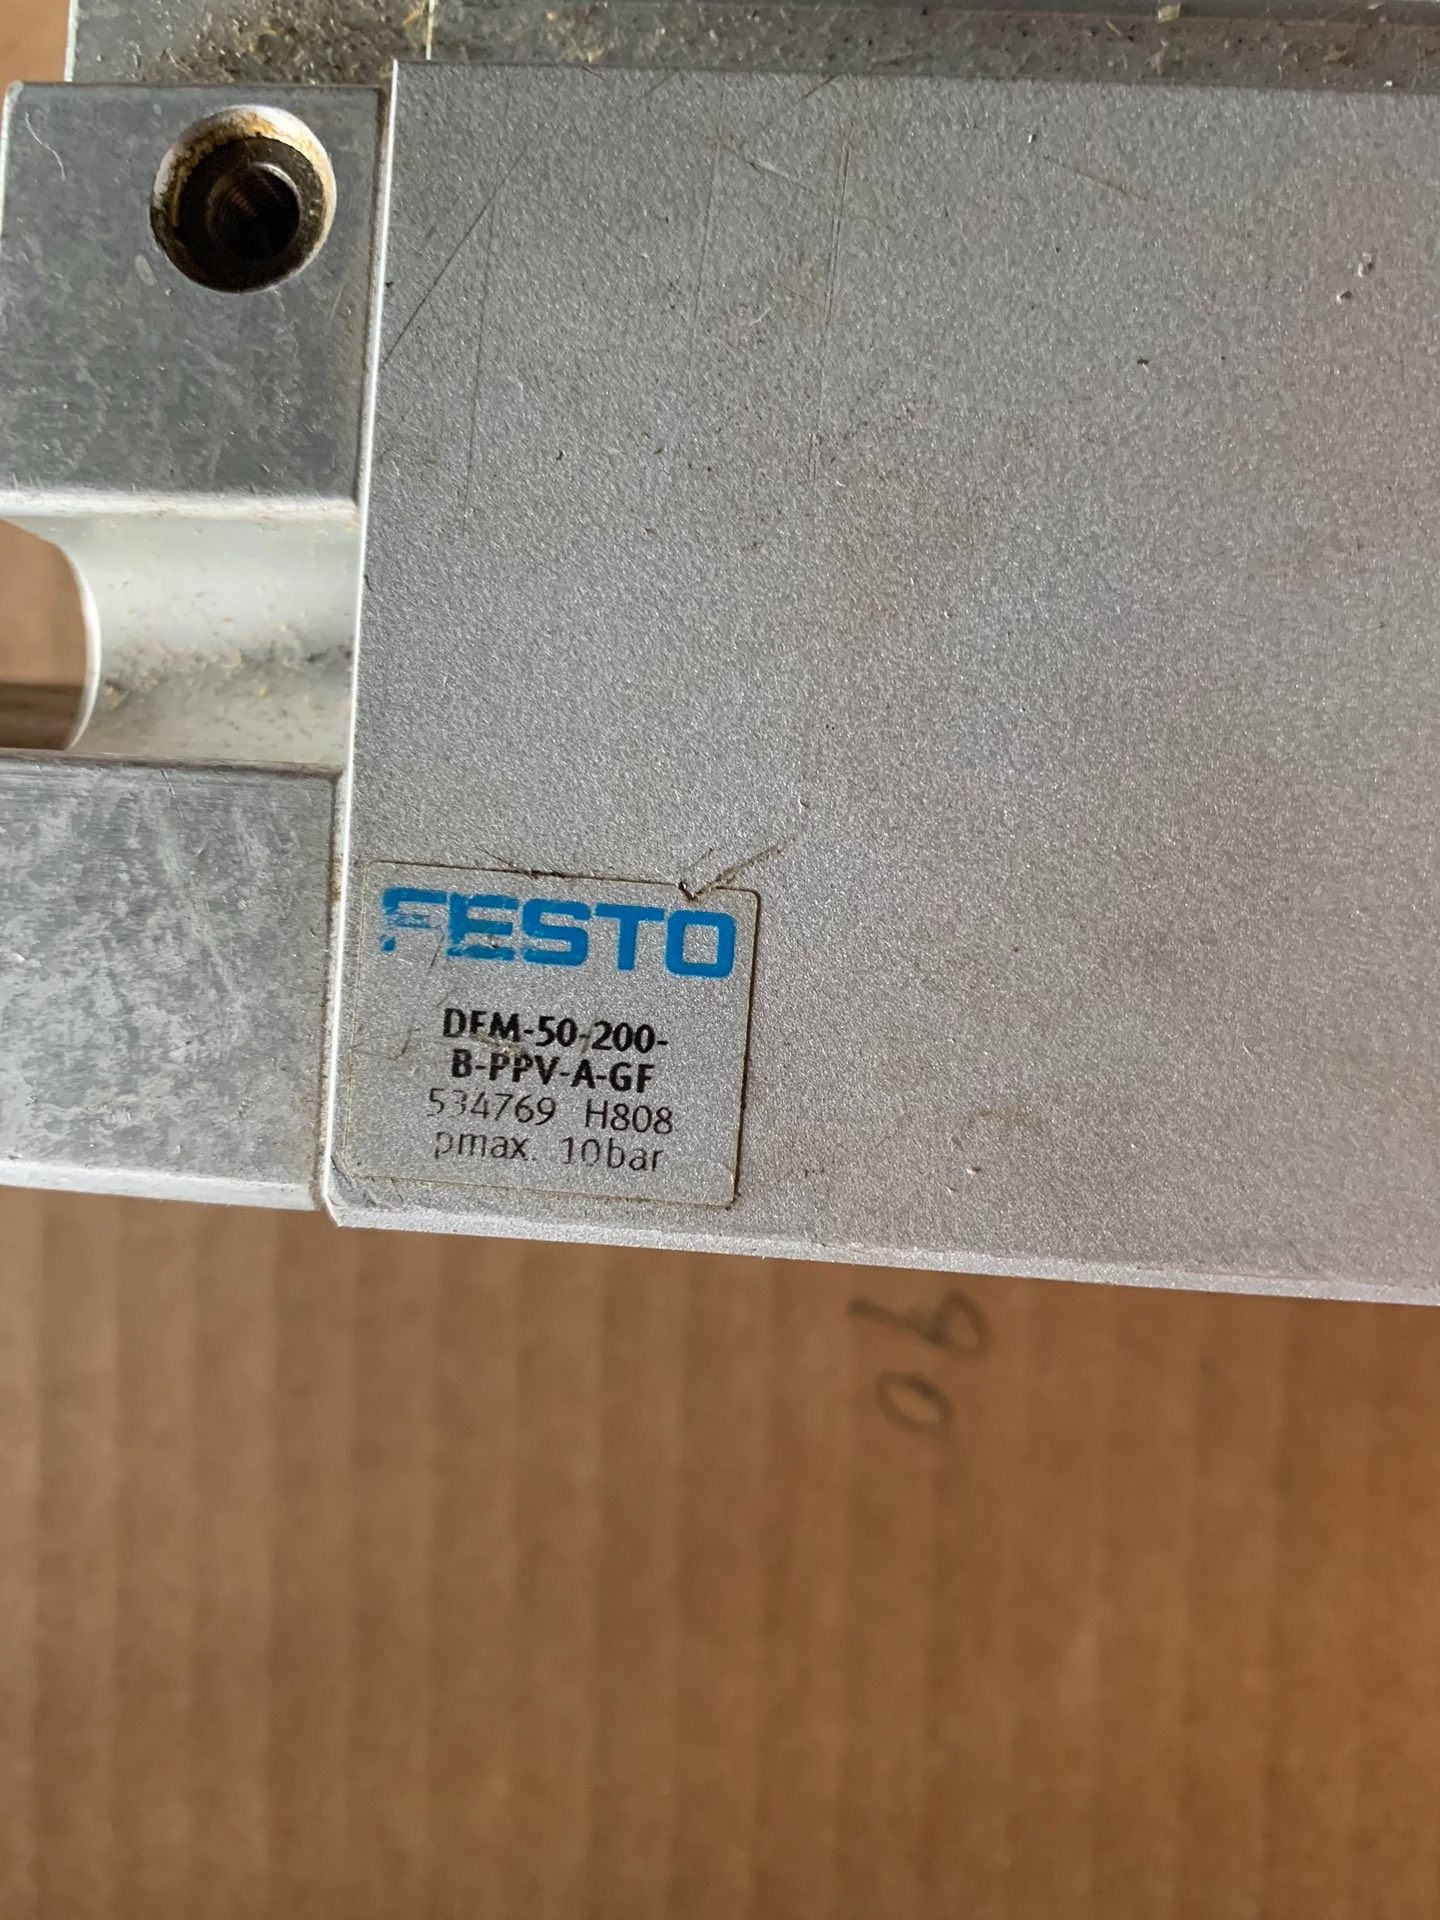 FESTO
DFM-50-200-
B-PPV-A-GF
534769 H808
pmax. 10bar
90